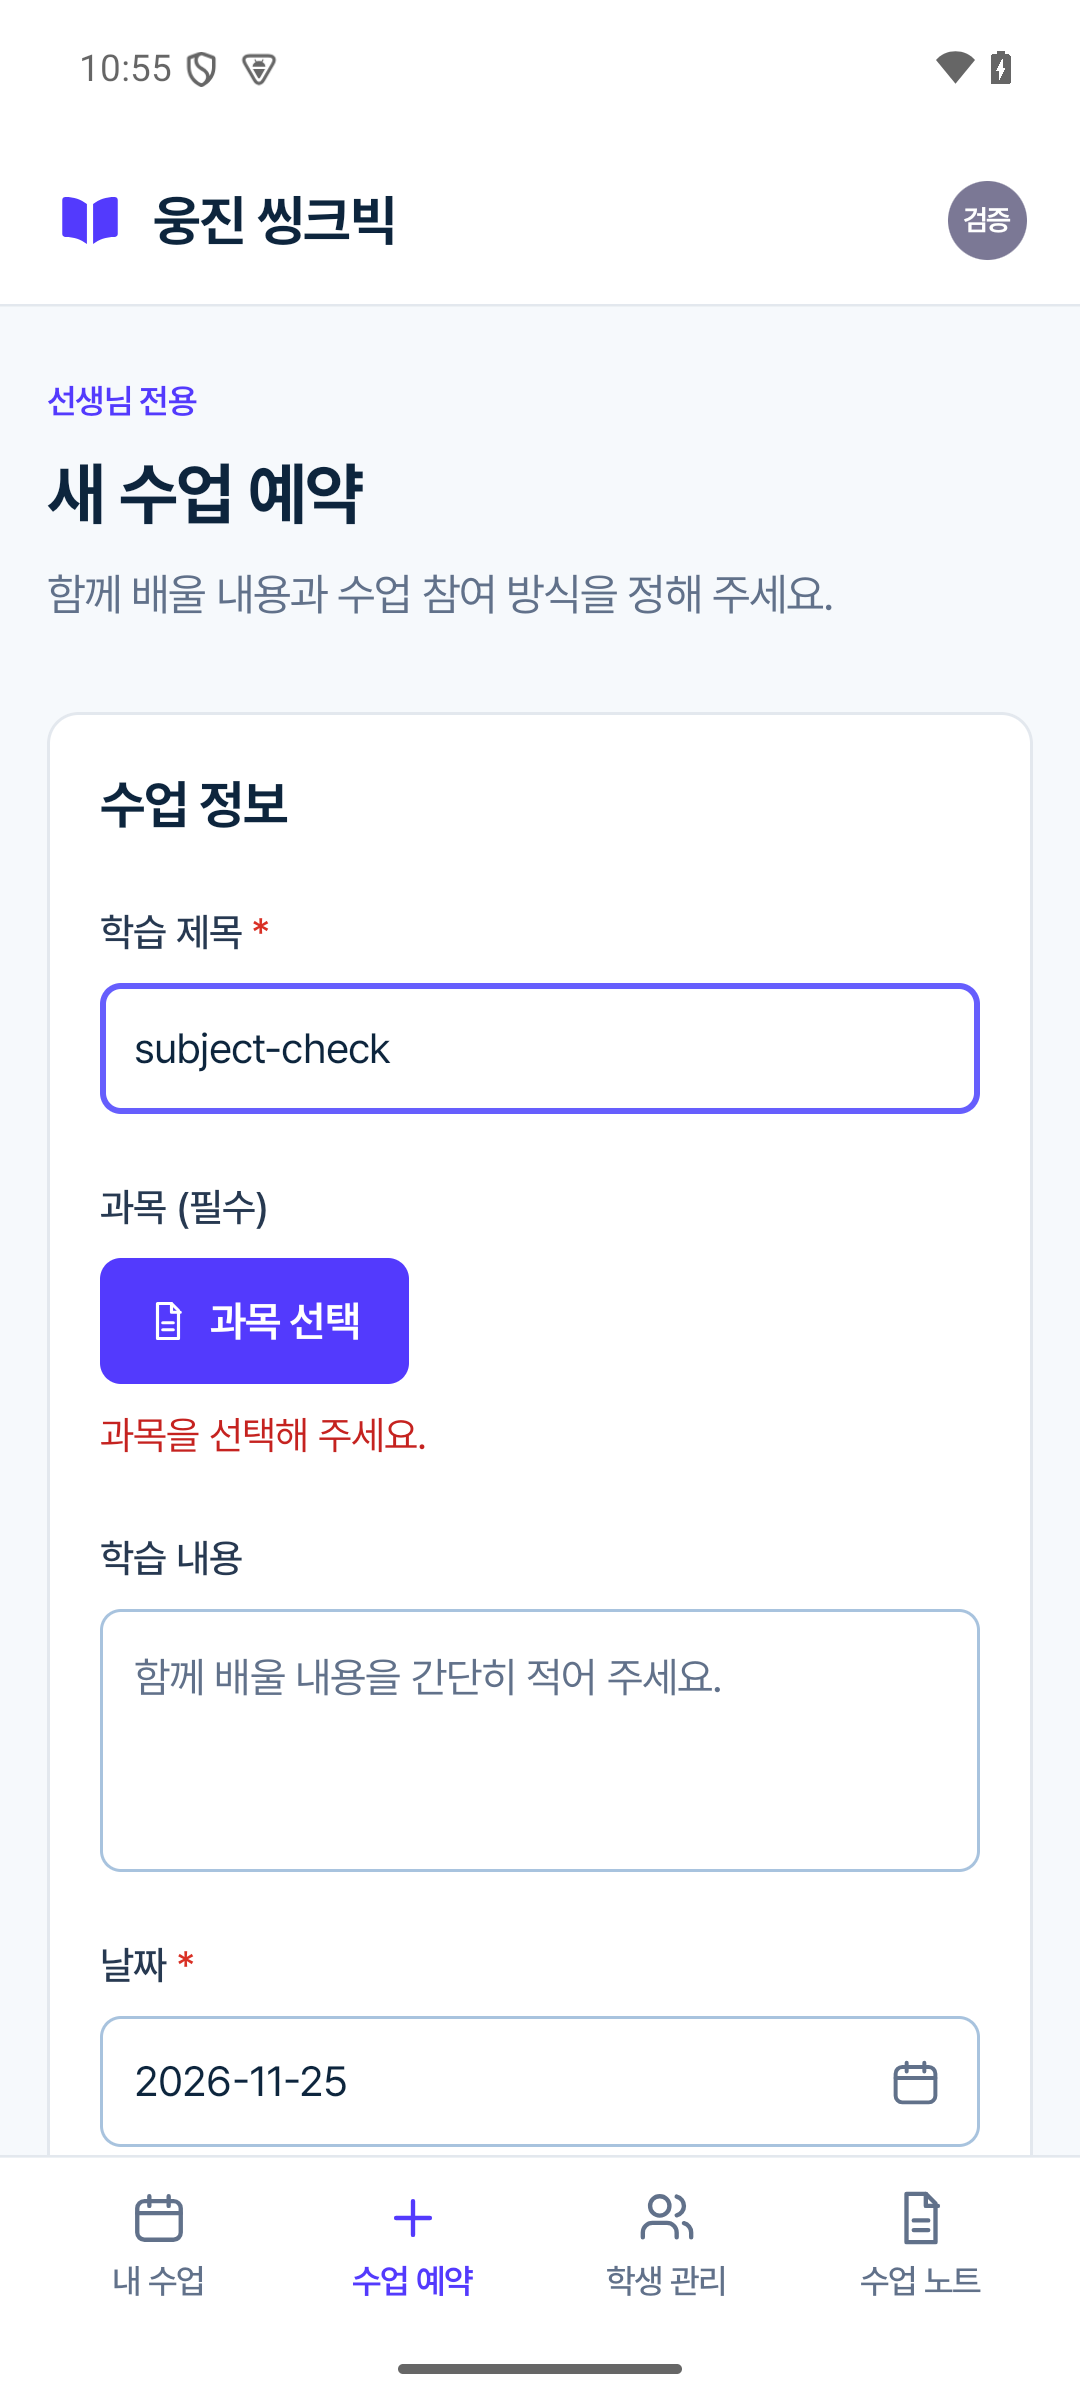 10:55
웅진 씽크빅
검증
선생님 전용
새 수업 예약
함께 배울 내용과 수업 참여 방식을 정해 주세요.
수업 정보
학습 제목 *
subject-check
과목 (필수)
과목 선택
과목을 선택해 주세요.
학습 내용
함께 배울 내용을 간단히 적어 주세요.
날짜 *
2026-11-25
내 수업
수업 예약
학생 관리
수업 노트